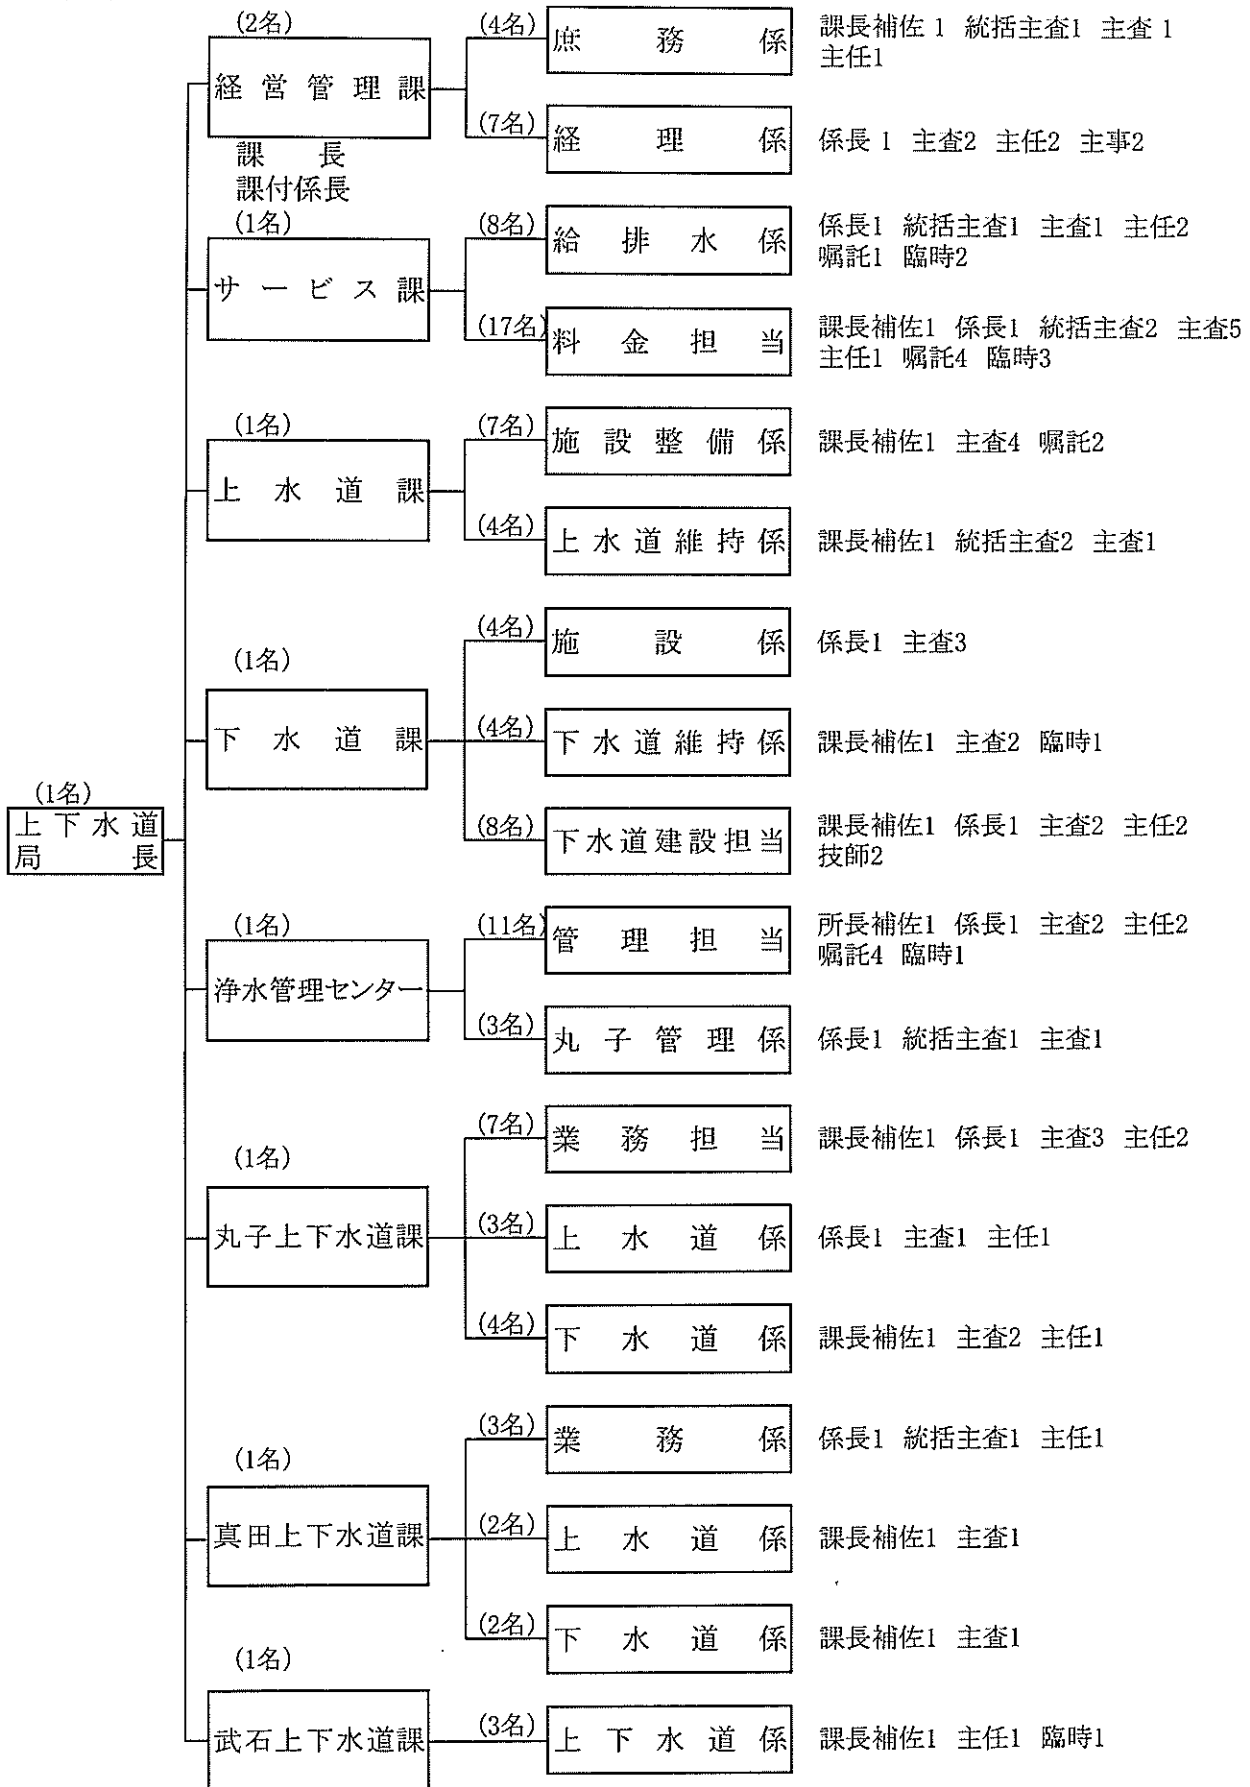 (2名)
経営管理課
課長
課付係長
(4名)
庶務係
課長補佐 1 統括主査1 主査 1
主任1
(7名)
経理係
係長 1 主査2 主任2 主事2
(1名)
サービス課
(8名)
給排水係
係長1 統括主査1 主査1 主任2
嘱託1 臨時2
(17名)
料金担当
課長補佐1 係長1 統括主査2 主査5
主任1 嘱託4 臨時3
(1名)
上水道課
(7名)
施設整備係
課長補佐1 主査4 嘱託2
(4名)
上水道維持係
課長補佐1 統括主査2 主査1
(1名)
下水道課
(4名)
施設係
係長1 主査3
(4名)
下水道維持係
課長補佐1 主査2 臨時1
(8名)
下水道建設担当
課長補佐1 係長1 主査2 主任2
技師2
(1名)
上下水道
局長
(1名)
浄水管理センター
(11名)
管理担当
所長補佐1 係長1 主査2 主任2
嘱託4 臨時1
(3名)
丸子管理係
係長1 統括主査1 主査1
(1名)
丸子上下水道課
(7名)
業務担当
課長補佐1 係長1 主査3 主任2
(3名)
上水道係
係長1 主査1 主任1
(4名)
下水道係
課長補佐1 主査2 主任1
(1名)
真田上下水道課
(3名)
業務係
係長1 統括主査1 主任1
(2名)
上水道係
課長補佐1 主査1
(2名)
下水道係
課長補佐1 主査1
(1名)
武石上下水道課
(3名)
上下水道係
課長補佐1 主任1 臨時1